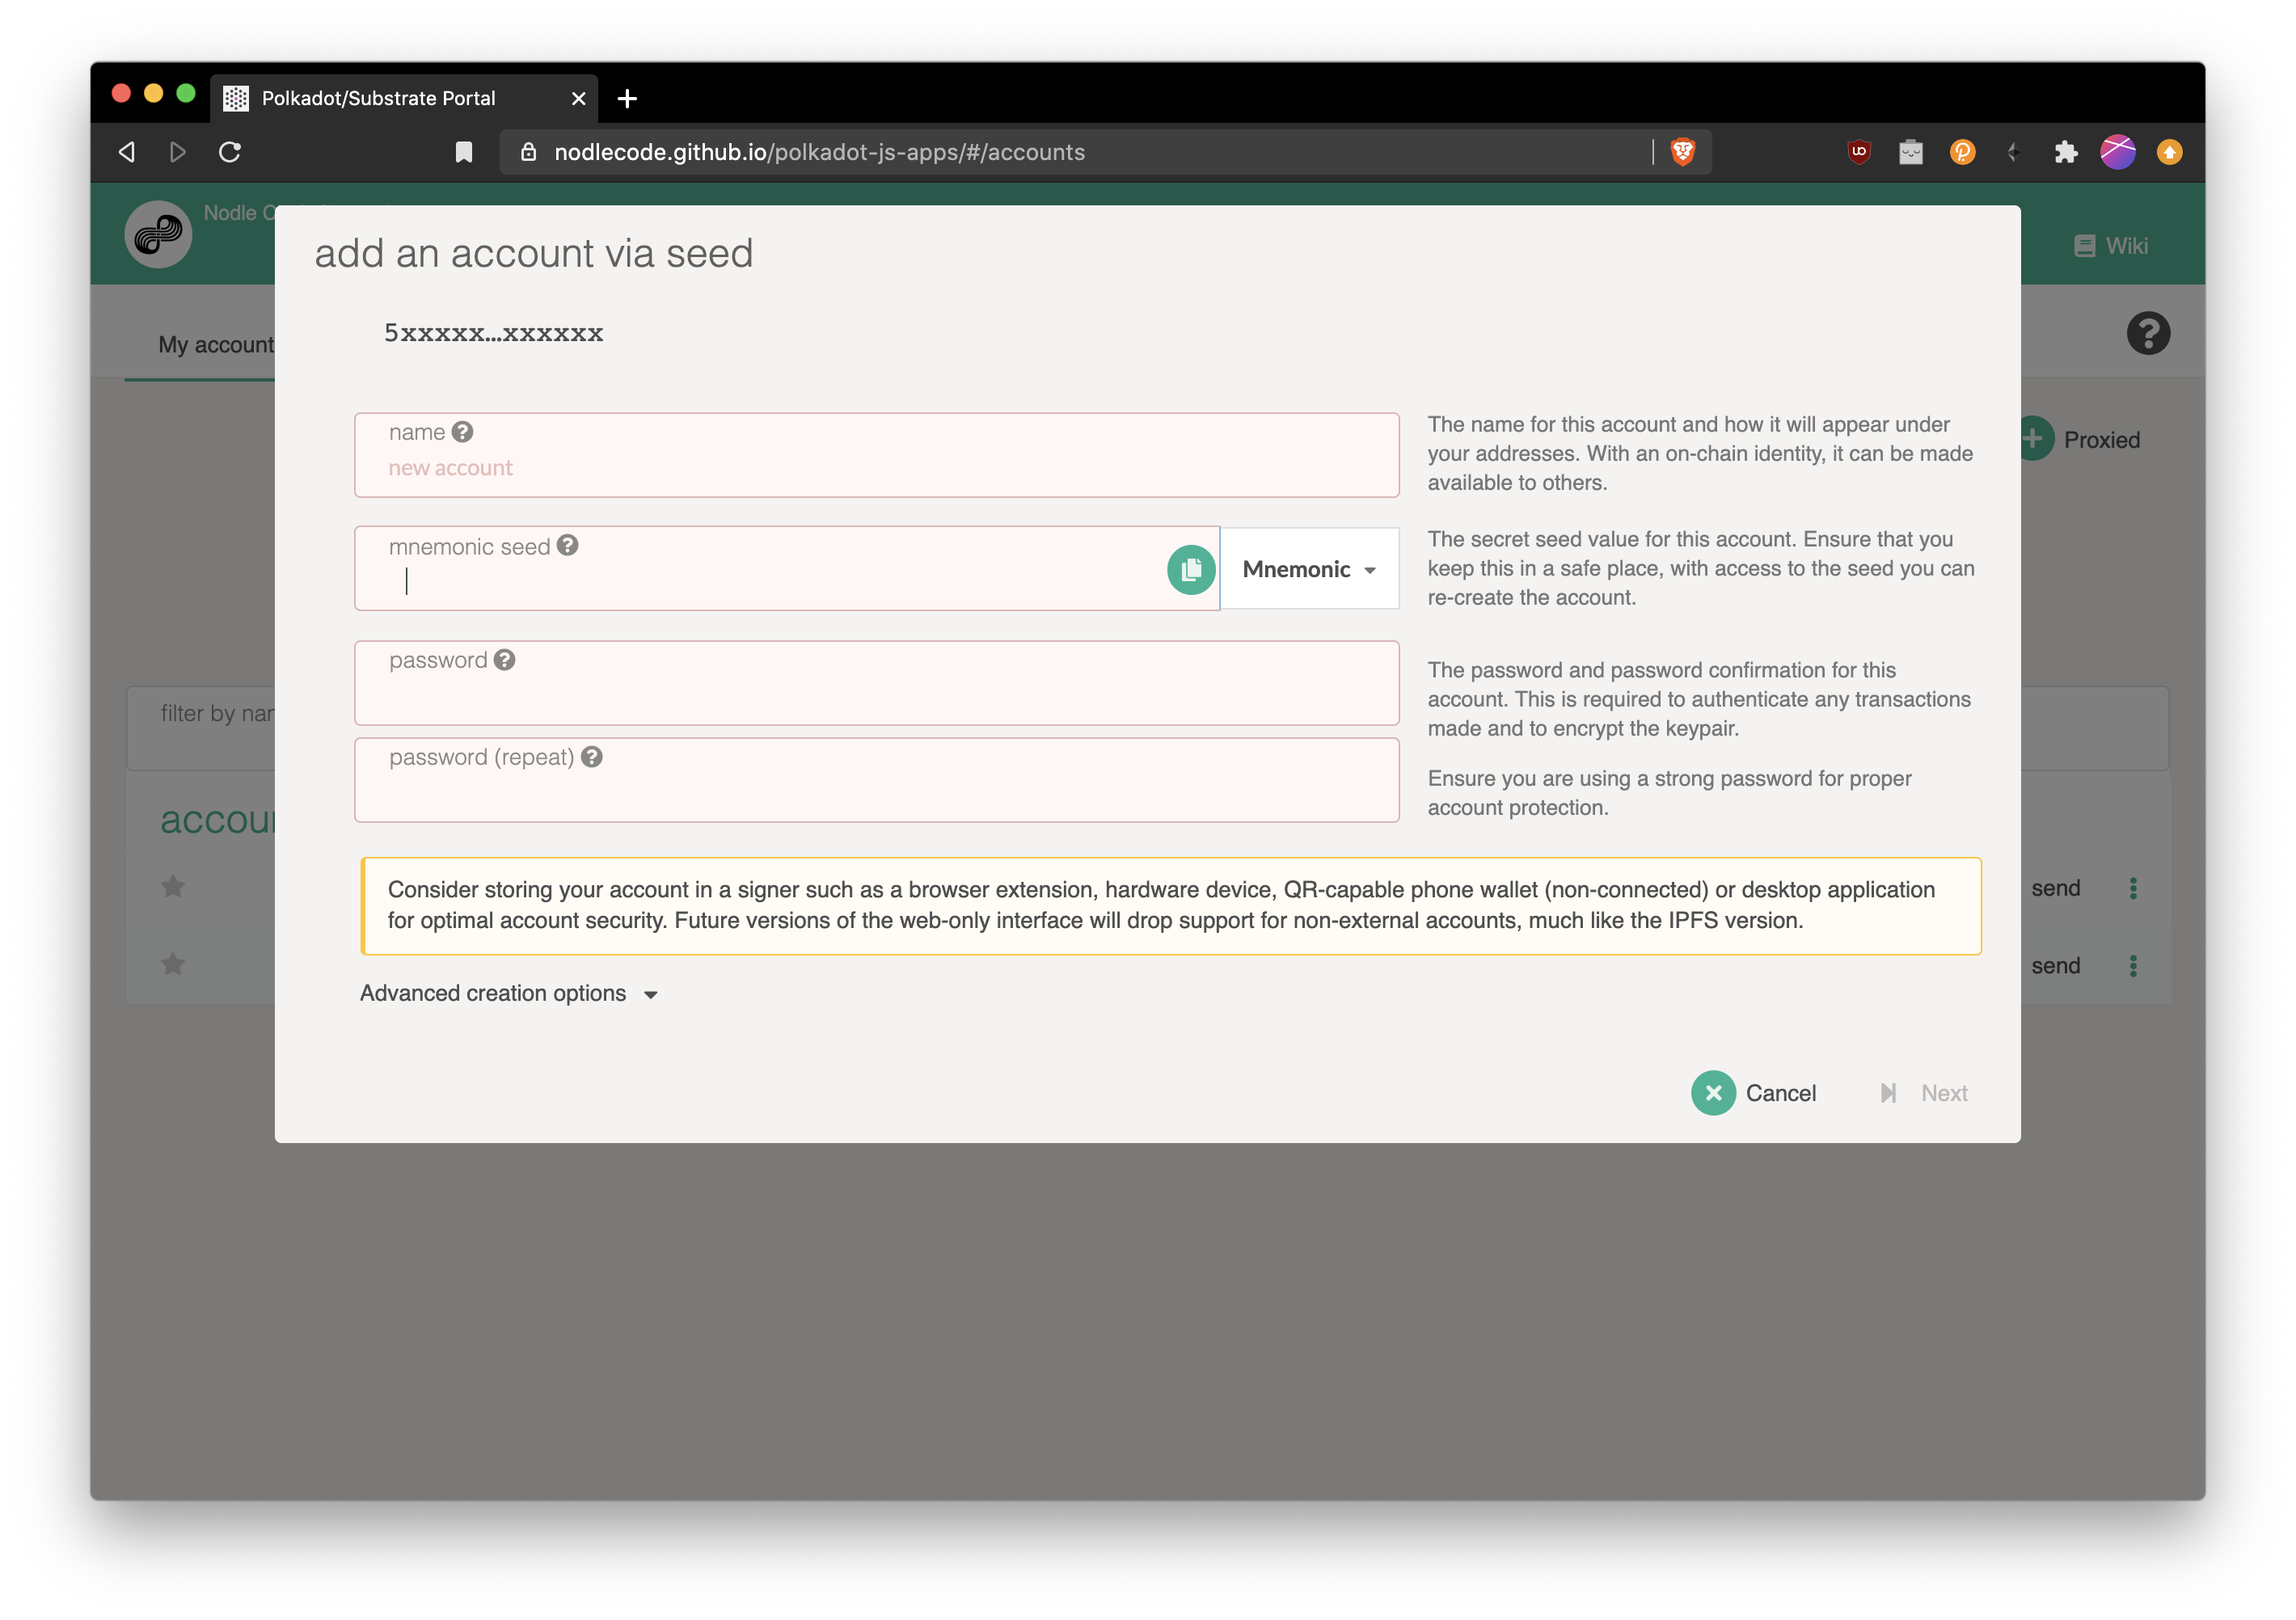 Polkadot/Substrate Portal
nodlecode.github.io/polkadot-js-apps/#/accounts
Nodle
Wiki
add an account via seed
5xxxxx...xxxxxx
My account
name
new account
The name for this account and how it will appear under
your addresses. With an on-chain identity, it can be made
available to others.
Proxied
mnemonic seed
Mnemonic
The secret seed value for this account. Ensure that you
keep this in a safe place, with access to the seed you can
re-create the account.
password
The password and password confirmation for this
account. This is required to authenticate any transactions
made and to encrypt the keypair.
filter by
password (repeat)
Ensure you are using a strong password for proper
account protection.
Consider storing your account in a signer such as a browser extension, hardware device, QR-capable phone wallet (non-connected) or desktop application
for optimal account security. Future versions of the web-only interface will drop support for non-external accounts, much like the IPFS version.
send
send
Advanced creation options
Cancel
Next